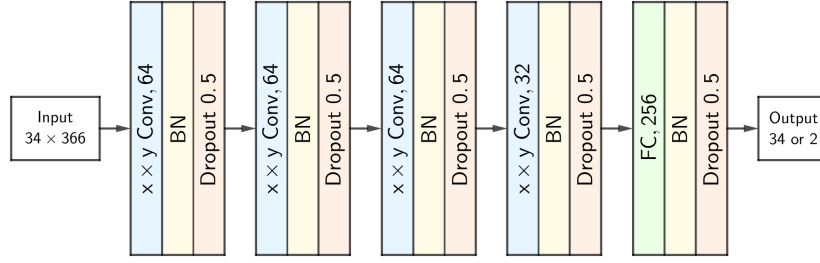 Input
34 × 366
x × y Conv, 64
BN
Dropout 0.5
x × y Conv, 64
BN
Dropout 0.5
x × y Conv, 64
BN
Dropout 0.5
x × y Conv, 32
BN
Dropout 0.5
FC, 256
BN
Dropout 0.5
Output
34 or 2